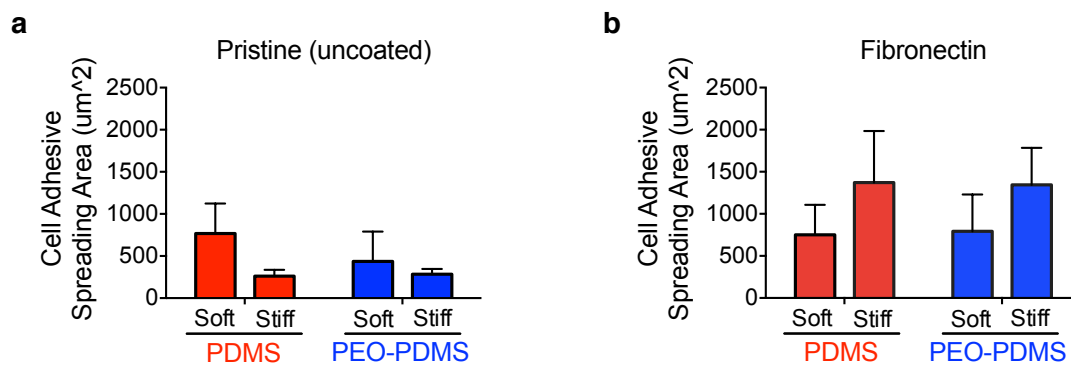 a
Pristine (uncoated)
Cell Adhesive
Spreading Area (um^2)
2500
2000
1500
1000
500
0
Soft Stiff Soft Stiff
PDMS PEO-PDMS
b
Fibronectin
Cell Adhesive
Spreading Area (um^2)
2500
2000
1500
1000
500
0
Soft Stiff Soft Stiff
PDMS PEO-PDMS